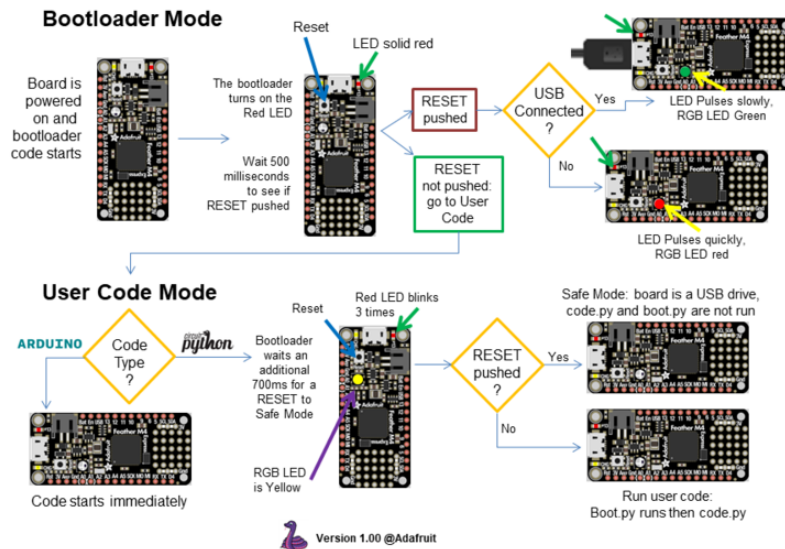 Bootloader Mode
Reset
LED solid red
Board is
powered
on and
bootloader
code starts
The bootloader
turns on the
Red LED
Wait 500
milliseconds
to see if
RESET pushed
RESET
pushed
RESET
not pushed:
go to User
Code
USB
Connected
?
Yes
LED Pulses slowly,
RGB LED Green
No
LED Pulses quickly,
RGB LED red
User Code Mode
ARDUINO
Code
Type
?
circuit
python
Code starts immediately
Reset
Red LED blinks
3 times
Bootloader
waits an
additional
700ms for a
RESET to
Safe Mode
RGB LED
is Yellow
RESET
pushed
?
Yes
Safe Mode: board is a USB drive,
code.py and boot.py are not run
No
Run user code:
Boot.py runs then code.py
Feather M4
Adafruit
Version 1.00 @Adafruit